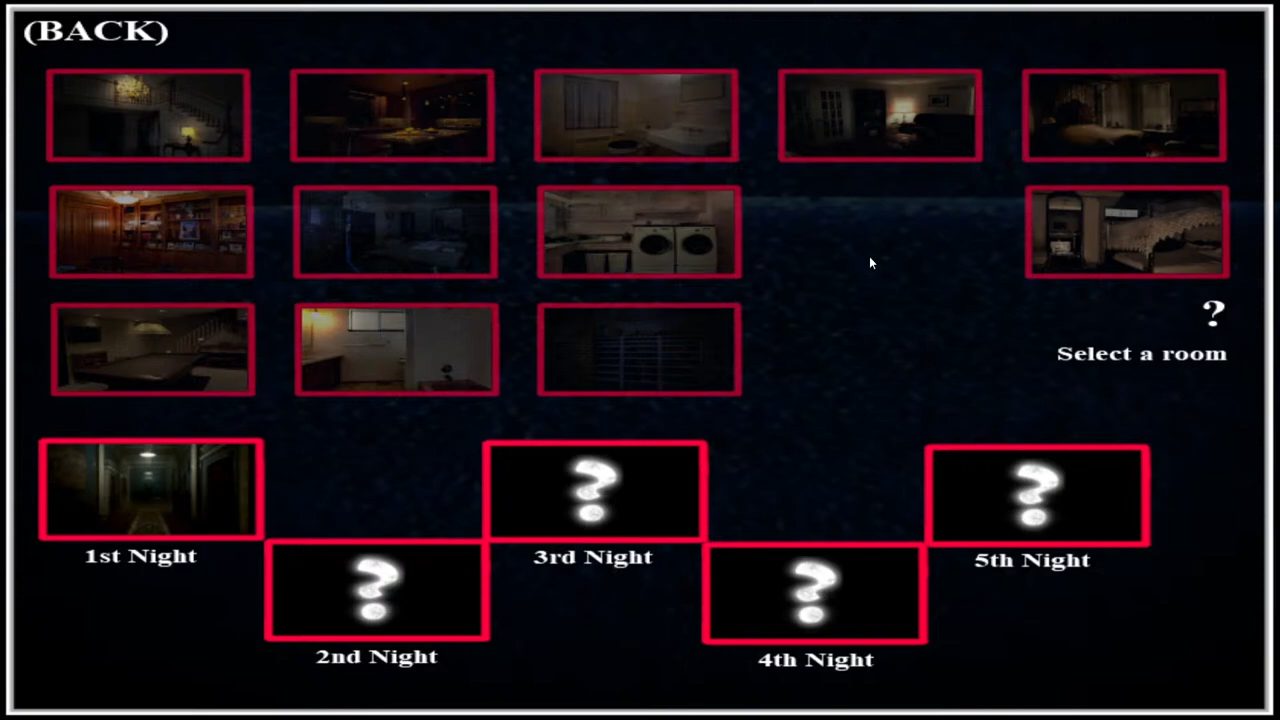 (BACK)
?
Select a room
?
?
1st Night
3rd Night
5th Night
?
?
2nd Night
4th Night